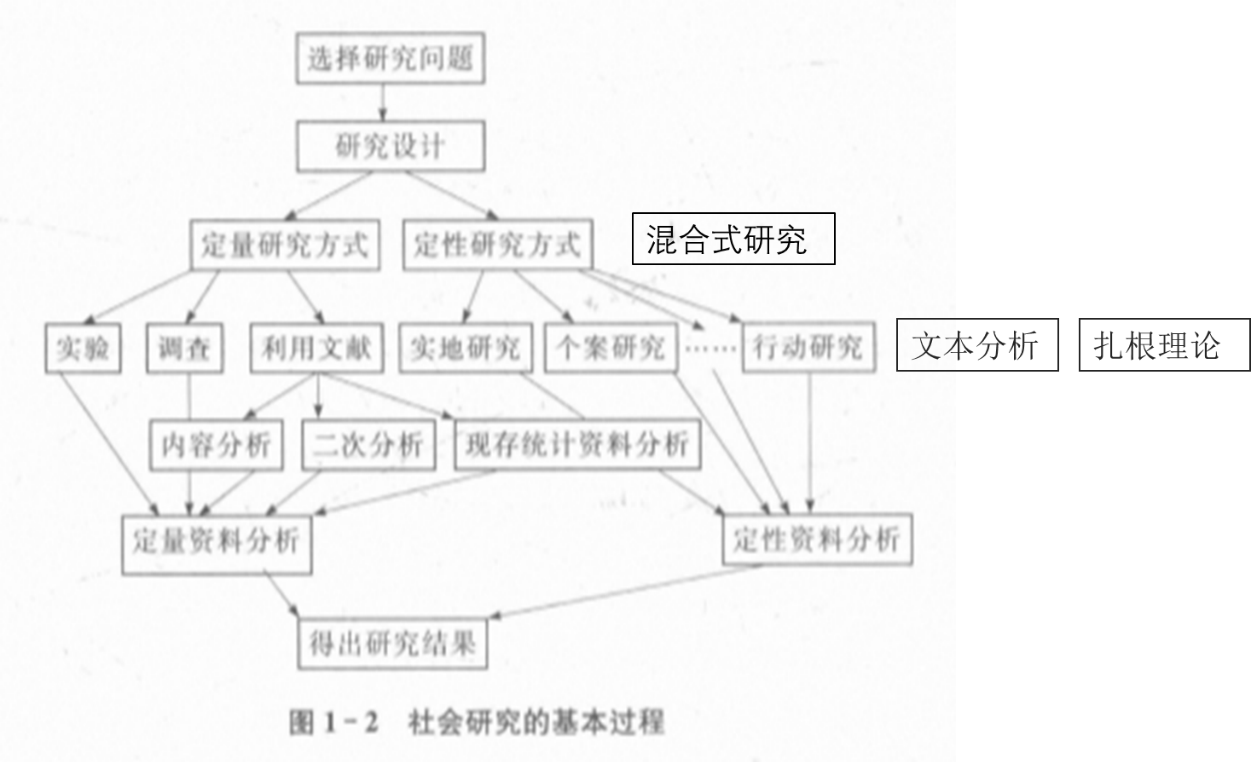 选择研究问题
研究设计
定量研究方式
定性研究方式
混合式研究
实验
调查
利用文献
实地研究
个案研究
……
行动研究
文本分析
扎根理论
内容分析
二次分析
现存统计资料分析
定量资料分析
定性资料分析
得出研究结果
图 1-2 社会研究的基本过程